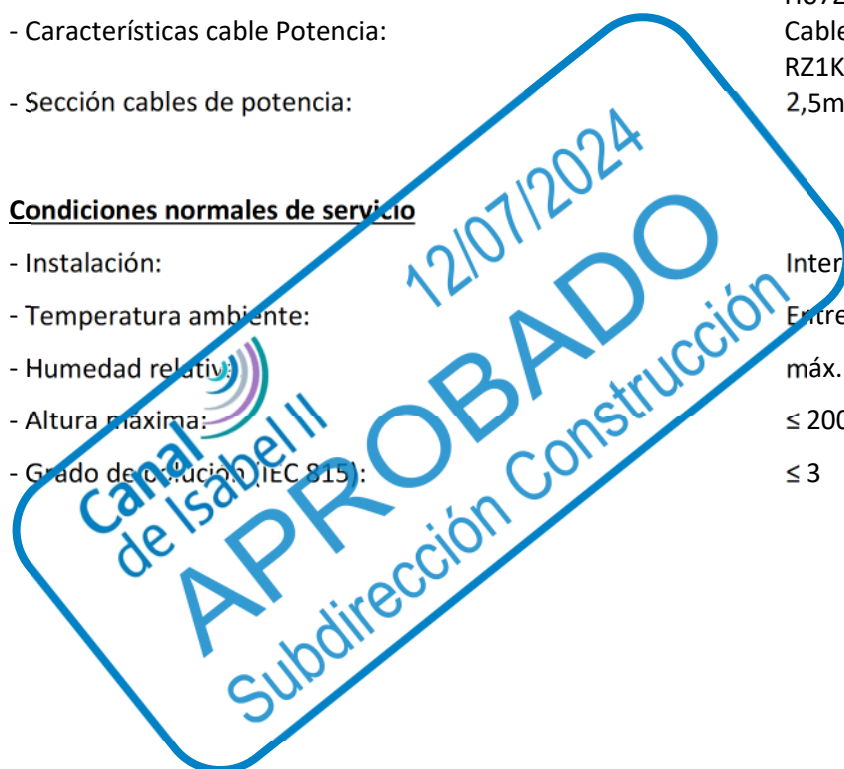 - Características cable Potencia:
Cable
RZ1K
- Sección cables de potencia:
2,5m
Condiciones normales de servicio
- Instalación:
Inter
- Temperatura ambiente:
Entre
- Humedad relativ
máx.
- Altura máxima:
≤ 200
- Grado de polución (IEC 815):
≤ 3
12/07/2024
Canal
de Isabel II
APROBADO
Subdirección Construcción